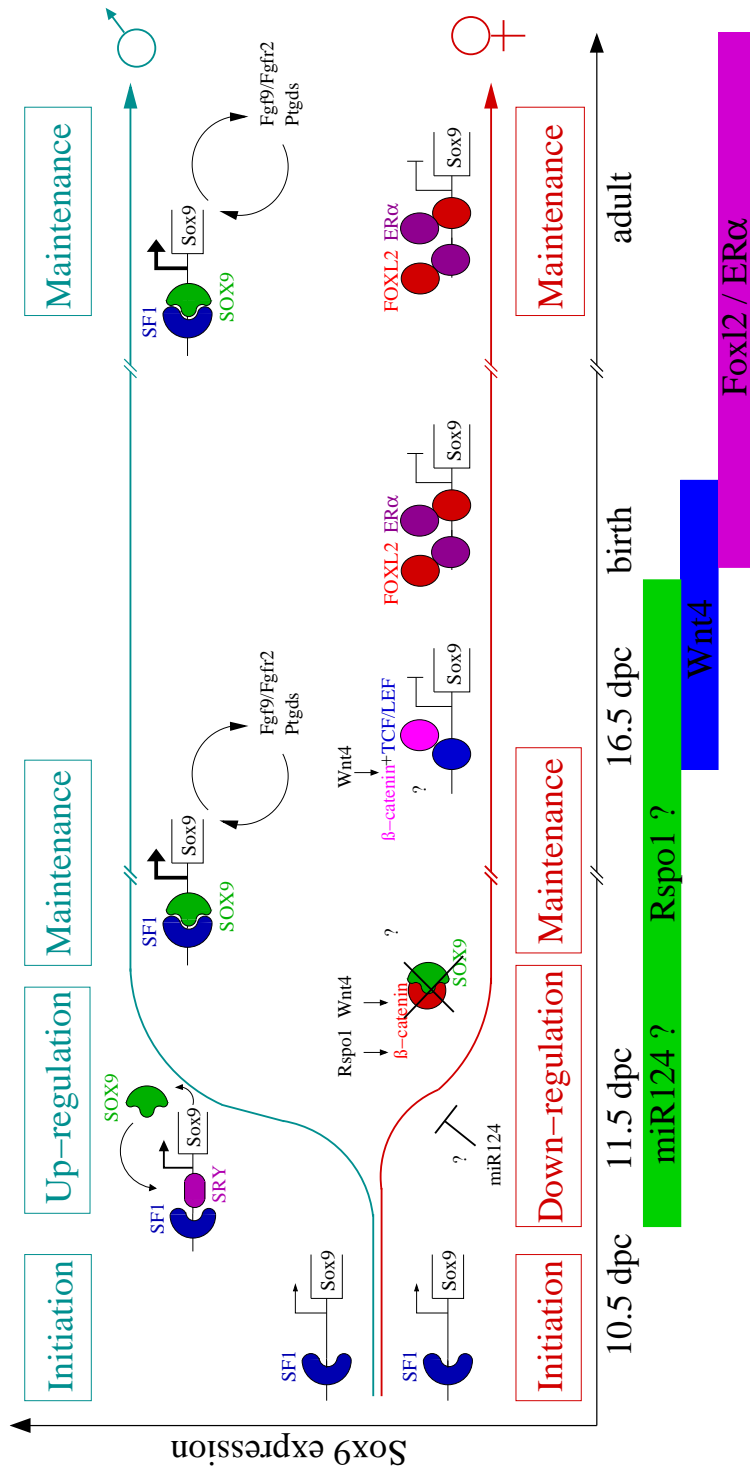 Sox9 expression
Initiation
Up−regulation
Maintenance
Maintenance
SOX9
SF1
SRY
Sox9
SF1
SOX9
Sox9
Fgf9/Fgfr2
Ptgds
SF1
SOX9
Sox9
Fgf9/Fgfr2
Ptgds
SF1
Sox9
SF1
Sox9
?
miR124
Rspo1
Wnt4
ß−catenin
?
SOX9
Wnt4
ß−catenin+TCF/LEF
?
Sox9
FOXL2
ERα
Sox9
FOXL2
ERα
Sox9
Initiation
Down−regulation
Maintenance
Maintenance
10.5 dpc
11.5 dpc
16.5 dpc
birth
adult
miR124 ?
Rspo1 ?
Wnt4
Foxl2 / ERα